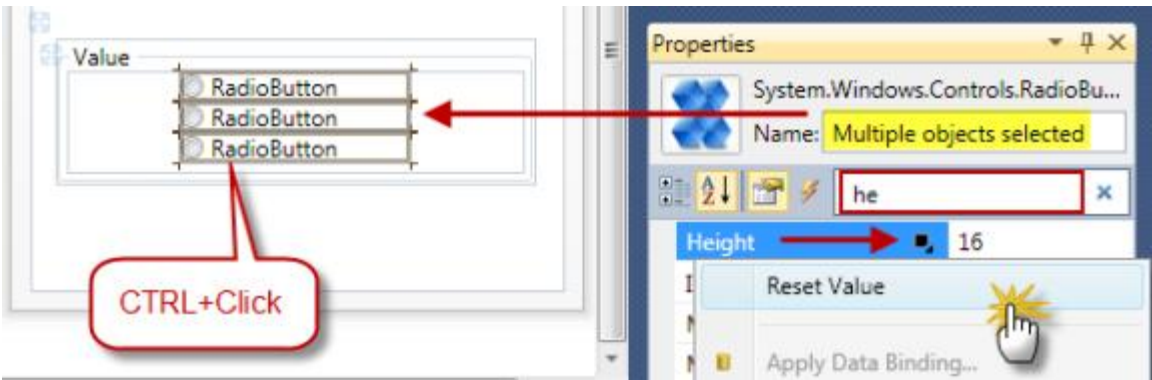 Value
RadioButton
RadioButton
RadioButton
CTRL+Click
Properties
System.Windows.Controls.RadioBu...
Name: Multiple objects selected
he
Height 16
Reset Value
Apply Data Binding...